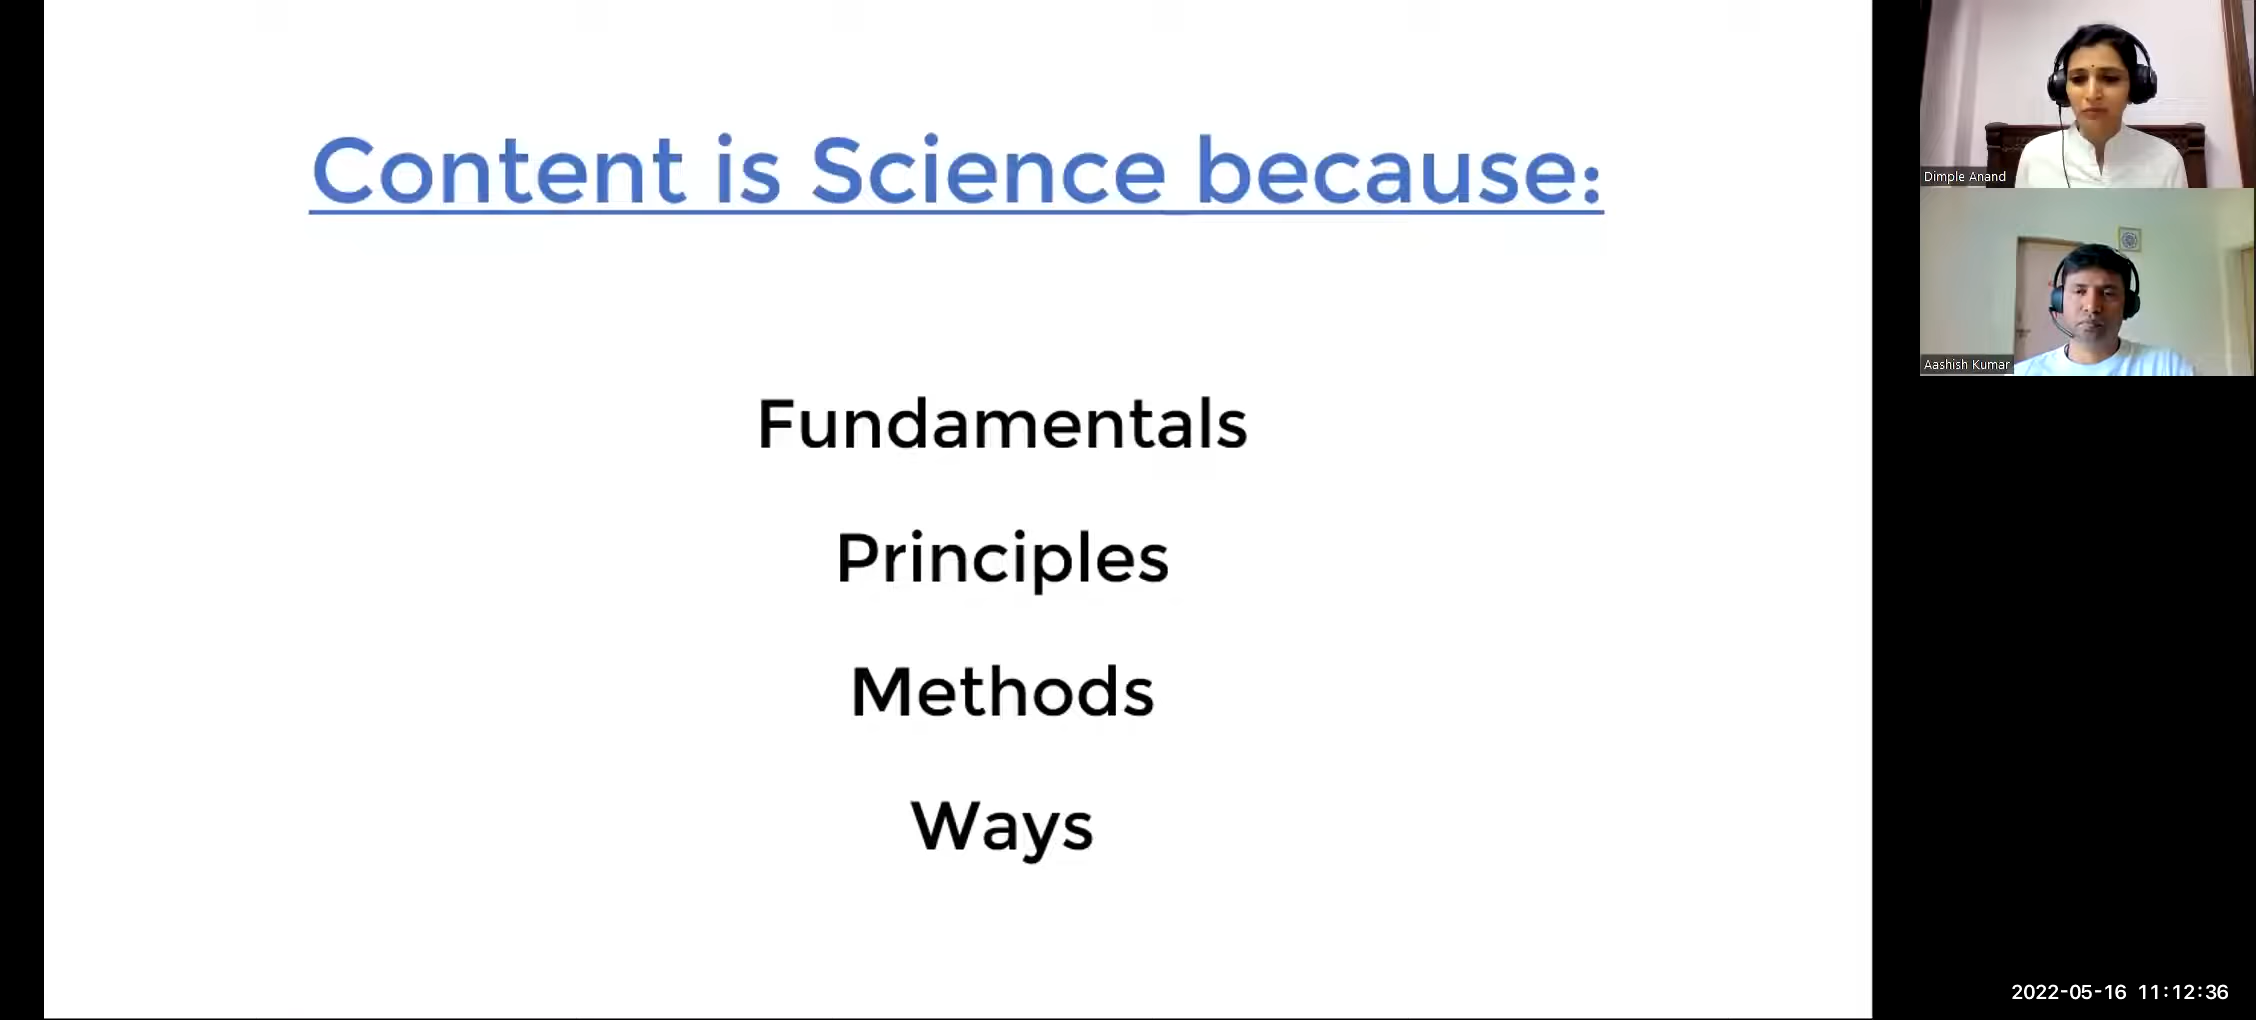 Content is Science because:
Fundamentals
Principles
Methods
Ways
Dimple Anand
Aashish Kumar
2022-05-16 11:12:36